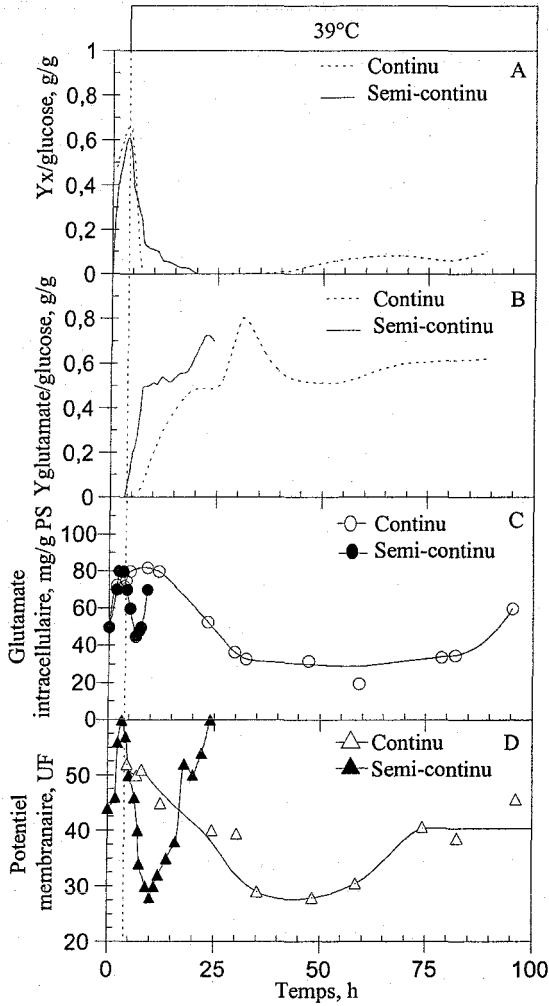 39°C
1
0,8
0,6
0,4
0,2
0
Yx/glucose, g/g
Continu
Semi-continu
A
0,8
0,6
0,4
0,2
0
Y glutamate/glucose, g/g
Continu
Semi-continu
B
100
80
60
40
20
0
Glutamate
intracellulaire, mg/g PS
Continu
Semi-continu
C
50
40
30
20
Potentiel
membranaire, UF
Continu
Semi-continu
D
0
25
50
75
100
Temps, h